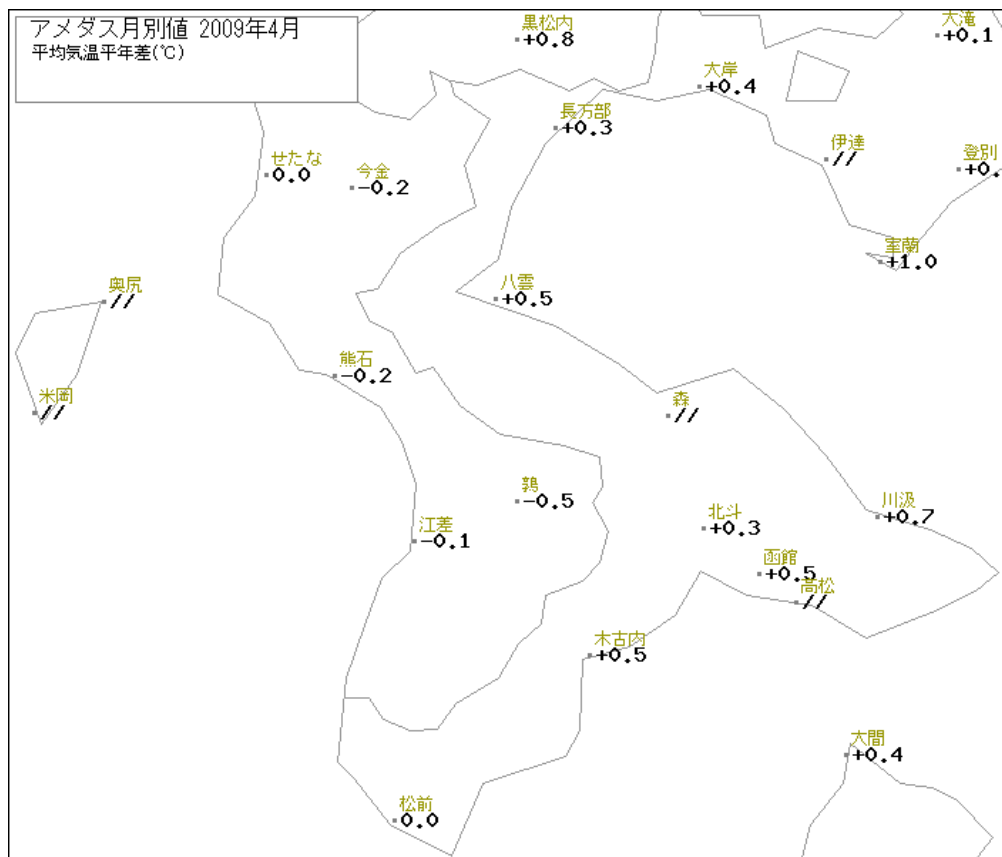 アメダス月別値 2009年4月
平均気温平年差(℃)
黒松内
+0.8
大滝
+0.1
大岸
+0.4
長万部
+0.3
伊達
//
登別
+0.
せたな
0.0
今金
-0.2
室蘭
+1.0
奥尻
//
八雲
+0.5
熊石
-0.2
米岡
//
森
//
鶉
-0.5
川汲
+0.7
江差
-0.1
北斗
+0.3
函館
+0.5
高松
//
木古内
+0.5
大間
+0.4
松前
0.0